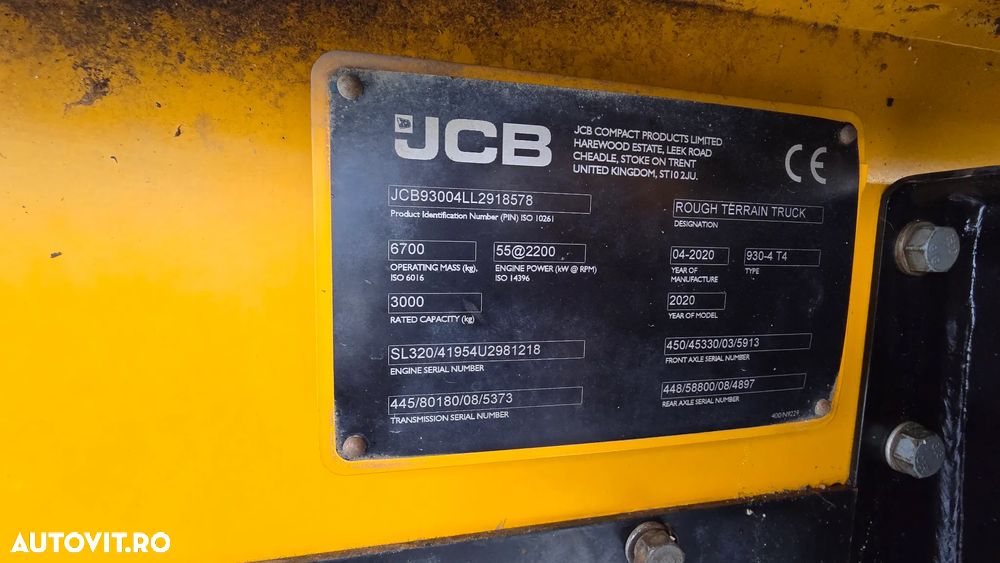 JCB
JCB COMPACT PRODUCTS LIMITED
HAREWOOD ESTATE, LEEK ROAD
CHEADLE, STOKE ON TRENT
UNITED KINGDOM, ST10 2JU.
CE
JCB93004LL2918578
Product Identification Number (PIN) ISO 10261
ROUGH TERRAIN TRUCK
DESIGNATION
6700
OPERATING MASS (kg),
ISO 6016
55@2200
ENGINE POWER (kW @ RPM)
ISO 14396
04-2020
YEAR OF
MANUFACTURE
930-4 T4
TYPE
3000
RATED CAPACITY (kg)
2020
YEAR OF MODEL
SL320/41954U2981218
ENGINE SERIAL NUMBER
450/45330/03/5913
FRONT AXLE SERIAL NUMBER
445/80180/08/5373
TRANSMISSION SERIAL NUMBER
448/58800/08/4897
REAR AXLE SERIAL NUMBER
400/N9229
AUTOVIT.RO